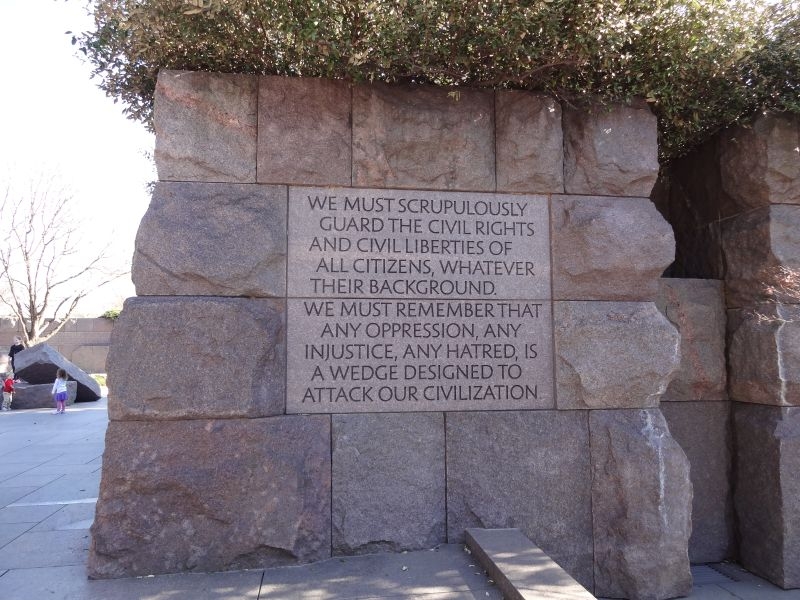 WE MUST SCRUPULOUSLY
GUARD THE CIVIL RIGHTS
AND CIVIL LIBERTIES OF
ALL CITIZENS, WHATEVER
THEIR BACKGROUND.
WE MUST REMEMBER THAT
ANY OPPRESSION, ANY
INJUSTICE, ANY HATRED, IS
A WEDGE DESIGNED TO
ATTACK OUR CIVILIZATION